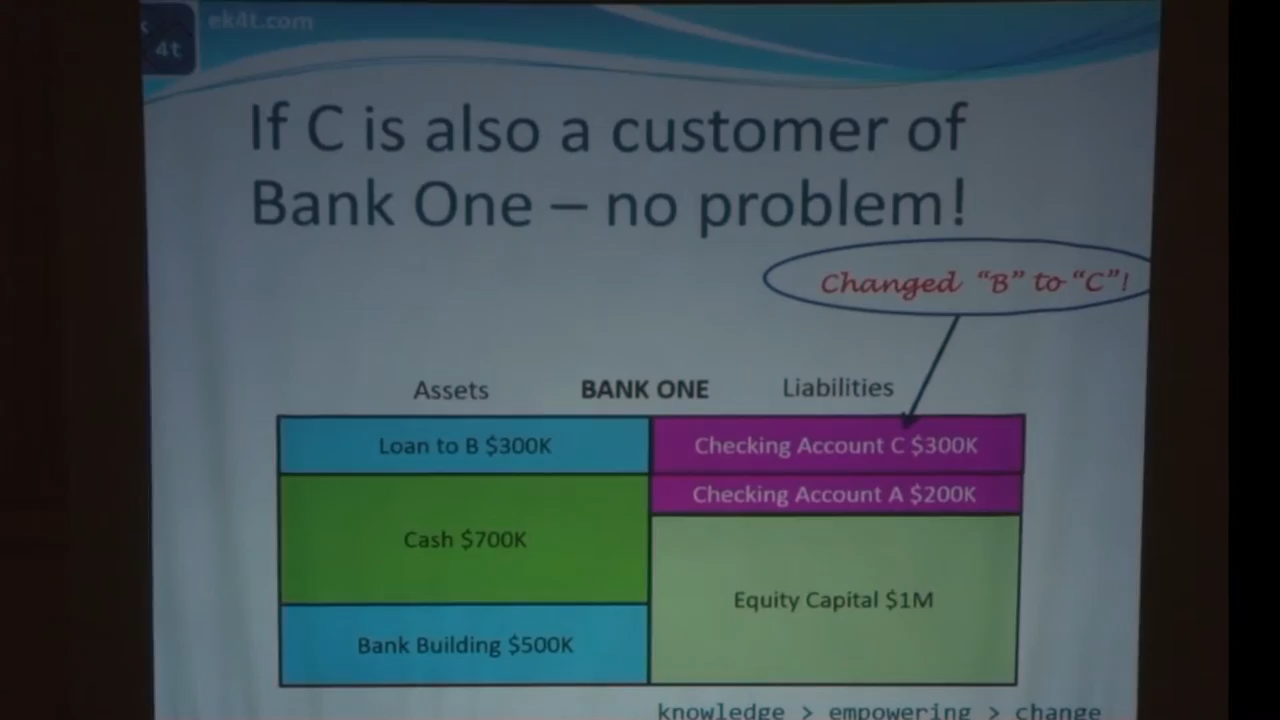 ek4t.com
4t
If C is also a customer of
Bank One – no problem!
Changed “B” to “C”!
Assets BANK ONE Liabilities
Loan to B $300K
Checking Account C $300K
Checking Account A $200K
Cash $700K
Equity Capital $1M
Bank Building $500K
knowledge > empowering > change